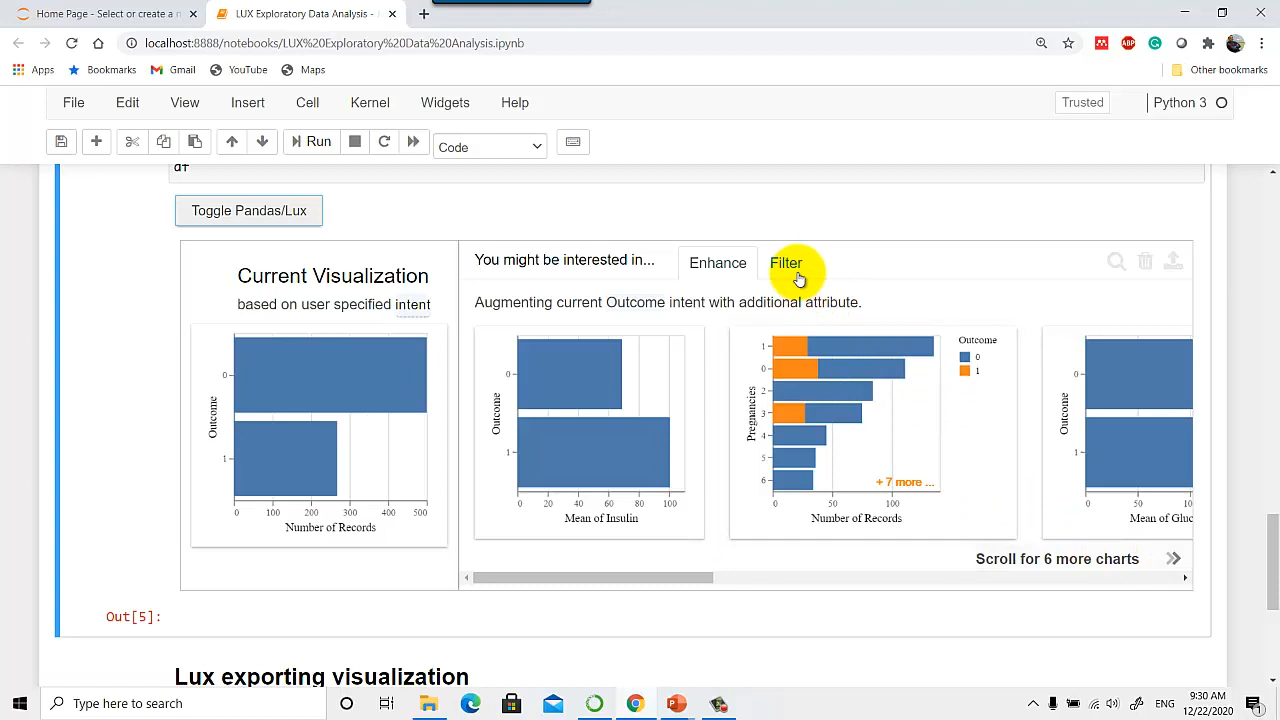 Home Page - Select or create a n
LUX Exploratory Data Analysis -
localhost:8888/notebooks/LUX%20Exploratory%20Data%20Analysis.ipynb
ABP
Apps
Bookmarks
Gmail
YouTube
Maps
Other bookmarks
File
Edit
View
Insert
Cell
Kernel
Widgets
Help
Trusted
Python 3
Run
Code
df
Toggle Pandas/Lux
Current Visualization
based on user specified intent
You might be interested in...
Enhance
Filter
Augmenting current Outcome intent with additional attribute.
Outcome
0
1
0 100 200 300 400 500
Number of Records
Outcome
0
1
0 20 40 60 80 100
Mean of Insulin
Pregnancies
1
0
2
3
4
5
6
+ 7 more ...
0 50 100
Number of Records
Outcome
0
1
Outcome
0
1
0 50 10
Mean of Gluc
Scroll for 6 more charts
Out[5]:
Lux exporting visualization
Type here to search
ENG
9:30 AM
12/22/2020
1